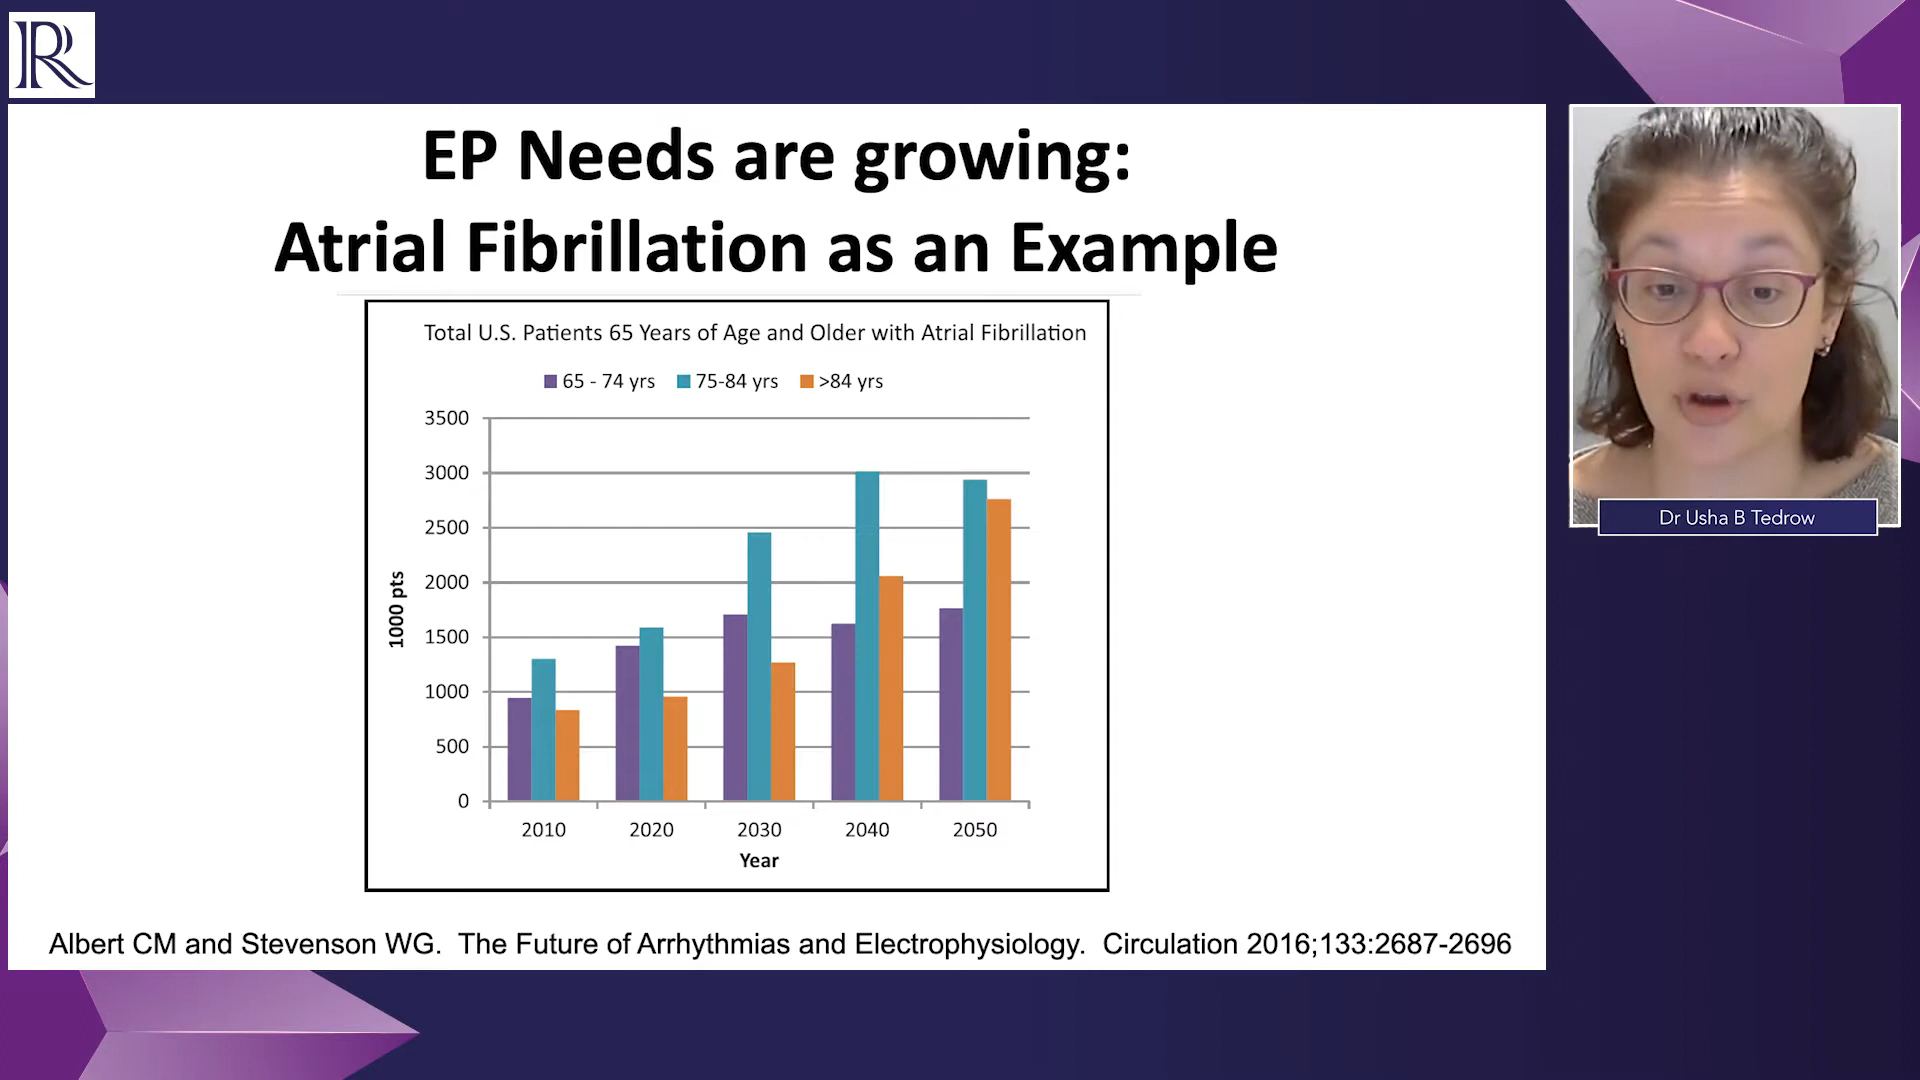 R
EP Needs are growing:
Atrial Fibrillation as an Example
Total U.S. Patients 65 Years of Age and Older with Atrial Fibrillation
65 - 74 yrs 75-84 yrs >84 yrs
3500
3000
2500
2000
1500
1000
500
0
1000 pts
2010 2020 2030 2040 2050
Year
Albert CM and Stevenson WG. The Future of Arrhythmias and Electrophysiology. Circulation 2016;133:2687-2696
Dr Usha B Tedrow